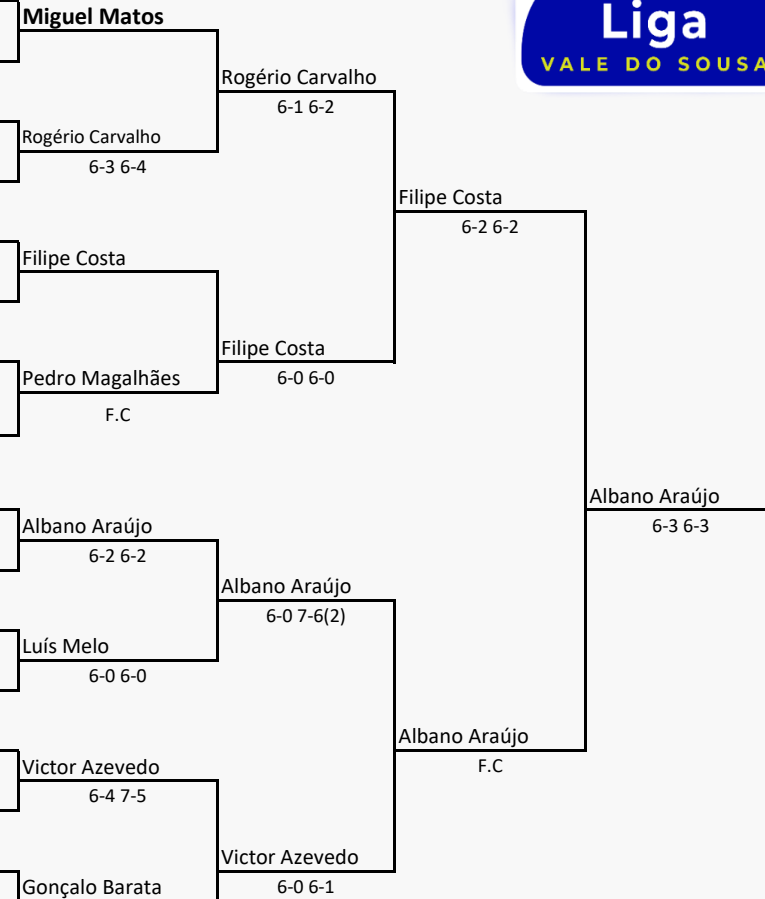 Miguel Matos
Liga
VALE DO SOUSA
Rogério Carvalho
6-1 6-2
Rogério Carvalho
6-3 6-4
Filipe Costa
6-2 6-2
Filipe Costa
Filipe Costa
6-0 6-0
Pedro Magalhães
F.C
Albano Araújo
6-3 6-3
Albano Araújo
6-2 6-2
Albano Araújo
6-0 7-6(2)
Luís Melo
6-0 6-0
Albano Araújo
F.C
Victor Azevedo
6-4 7-5
Victor Azevedo
6-0 6-1
Gonçalo Barata